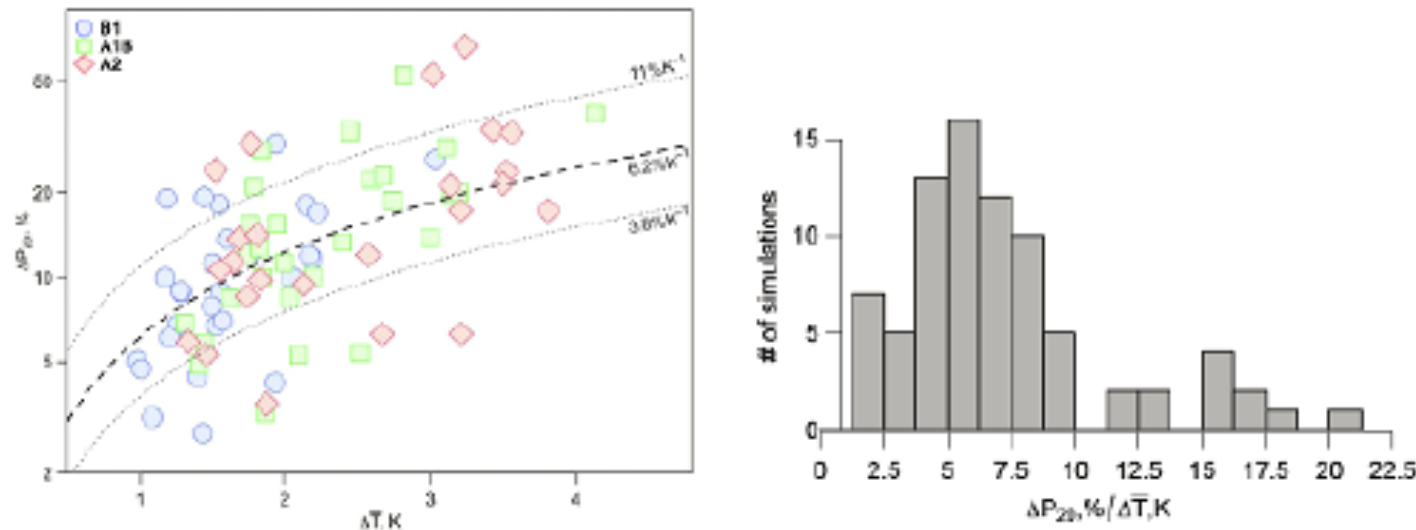 B1
A1B
A2
11%K⁻¹
6.2%K⁻¹
3.8%K⁻¹
50
20
10
5
2
ΔP₂₀, %
1 2 3 4
ΔT̅, K
15
10
5
0
# of simulations
0 2.5 5 7.5 10 12.5 15 17.5 20 22.5
ΔP₂₀,%/ΔT̅,K